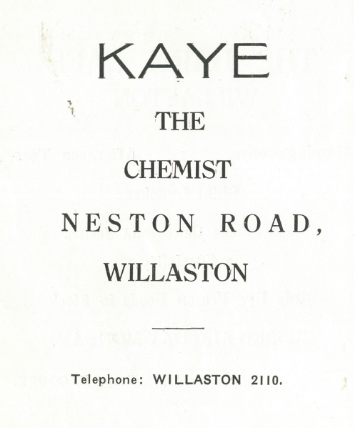 KAYE
THE
CHEMIST
NESTON ROAD,
WILLASTON
Telephone: WILLASTON 2110.